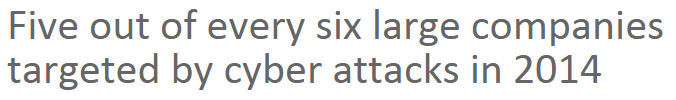 Five out of every six large companies
targeted by cyber attacks in 2014